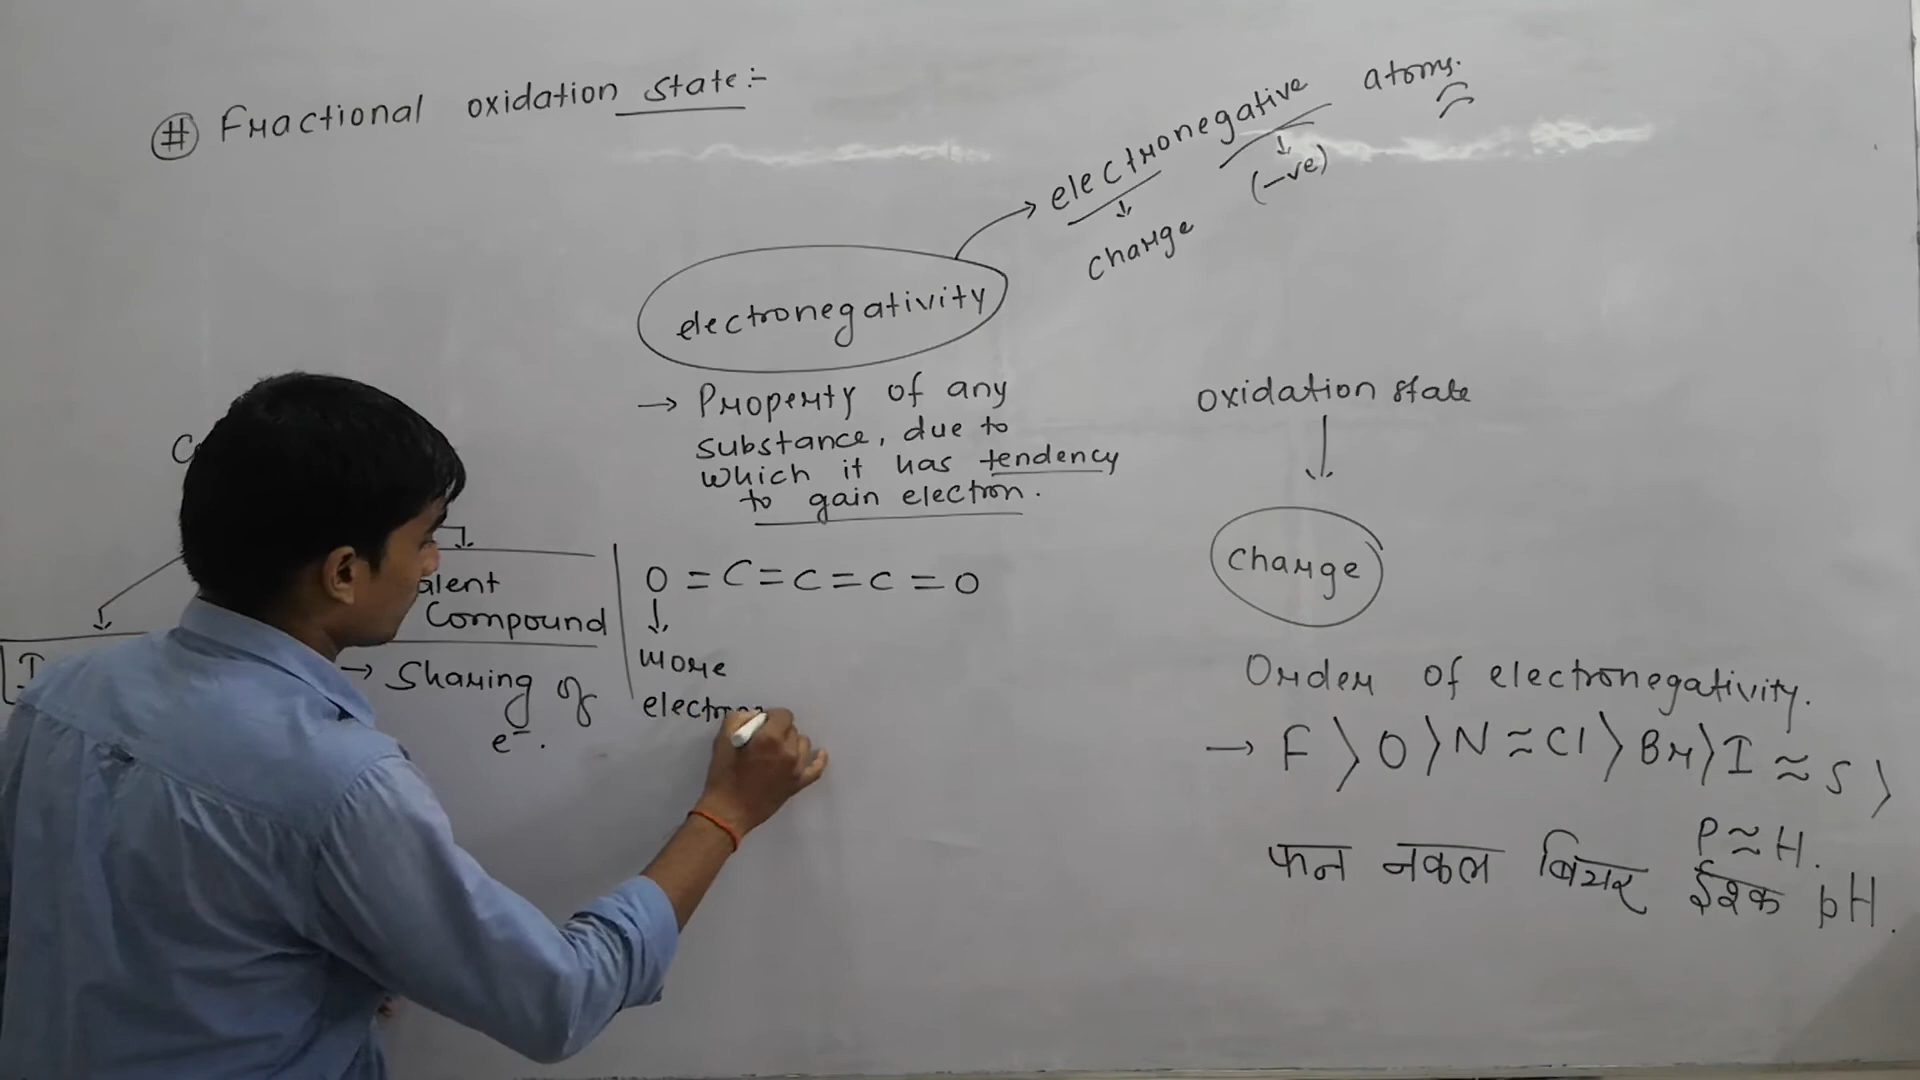 # Fractional oxidation state :-
electronegative atoms.
↓ ↓
charge (-ve)
electronegativity
→ Property of any
substance, due to
which it has tendency
to gain electron.
oxidation state
↓
charge
alent
Compound
→ Sharing of
e⁻.
O = C = C = C = O
↓
more
Order of electronegativity.
→ F > O > N ≈ Cl > Br > I ≈ S >
P ≈ H.
फन नकल बियर ईश्क pH.